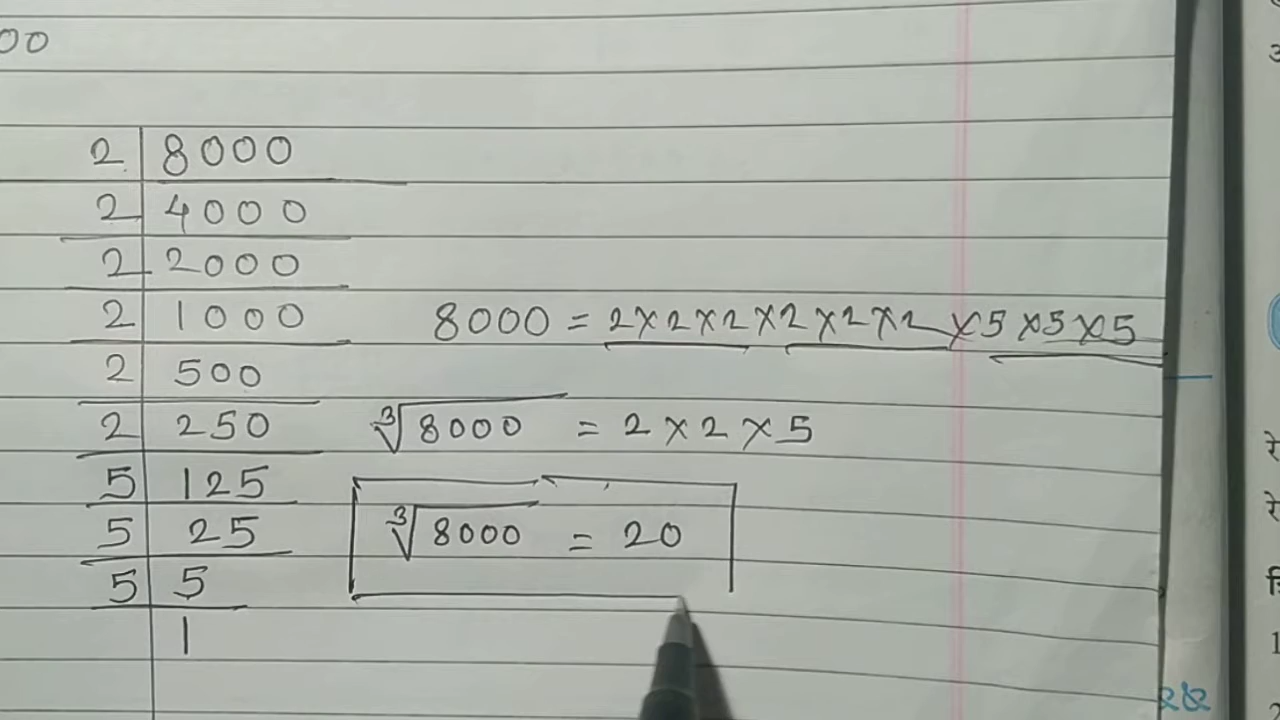 00
2 | 8000
2 | 4000
2 | 2000
2 | 1000
2 | 500
2 | 250
5 | 125
5 | 25
5 | 5
1
8000 = 2×2×2×2×2×2×5×5×5
∛8000 = 2×2×5
∛8000 = 20
रे
रे
1